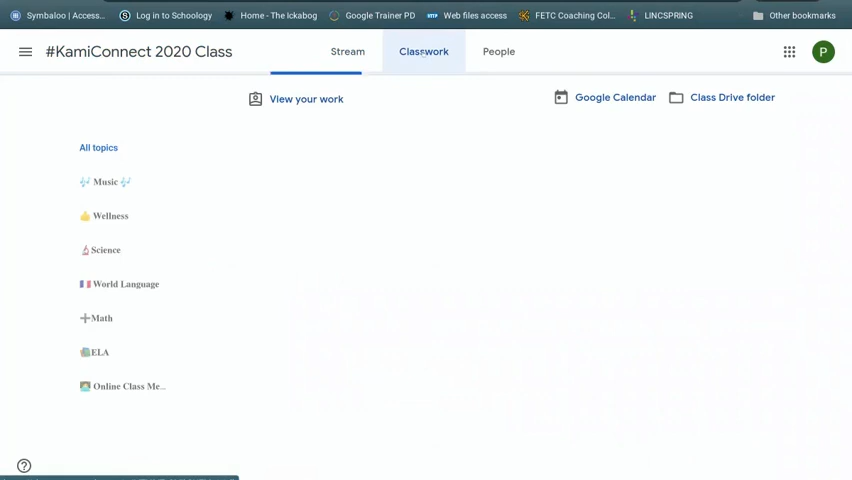 Symbaloo | Access... Log in to Schoology Home - The Ickabog Google Trainer PD Web files access FETC Coaching Col... LINCSPRING Other bookmarks
#KamiConnect 2020 Class Stream Classwork People P
View your work Google Calendar Class Drive folder
All topics
Music
Wellness
Science
World Language
Math
ELA
Online Class Me...